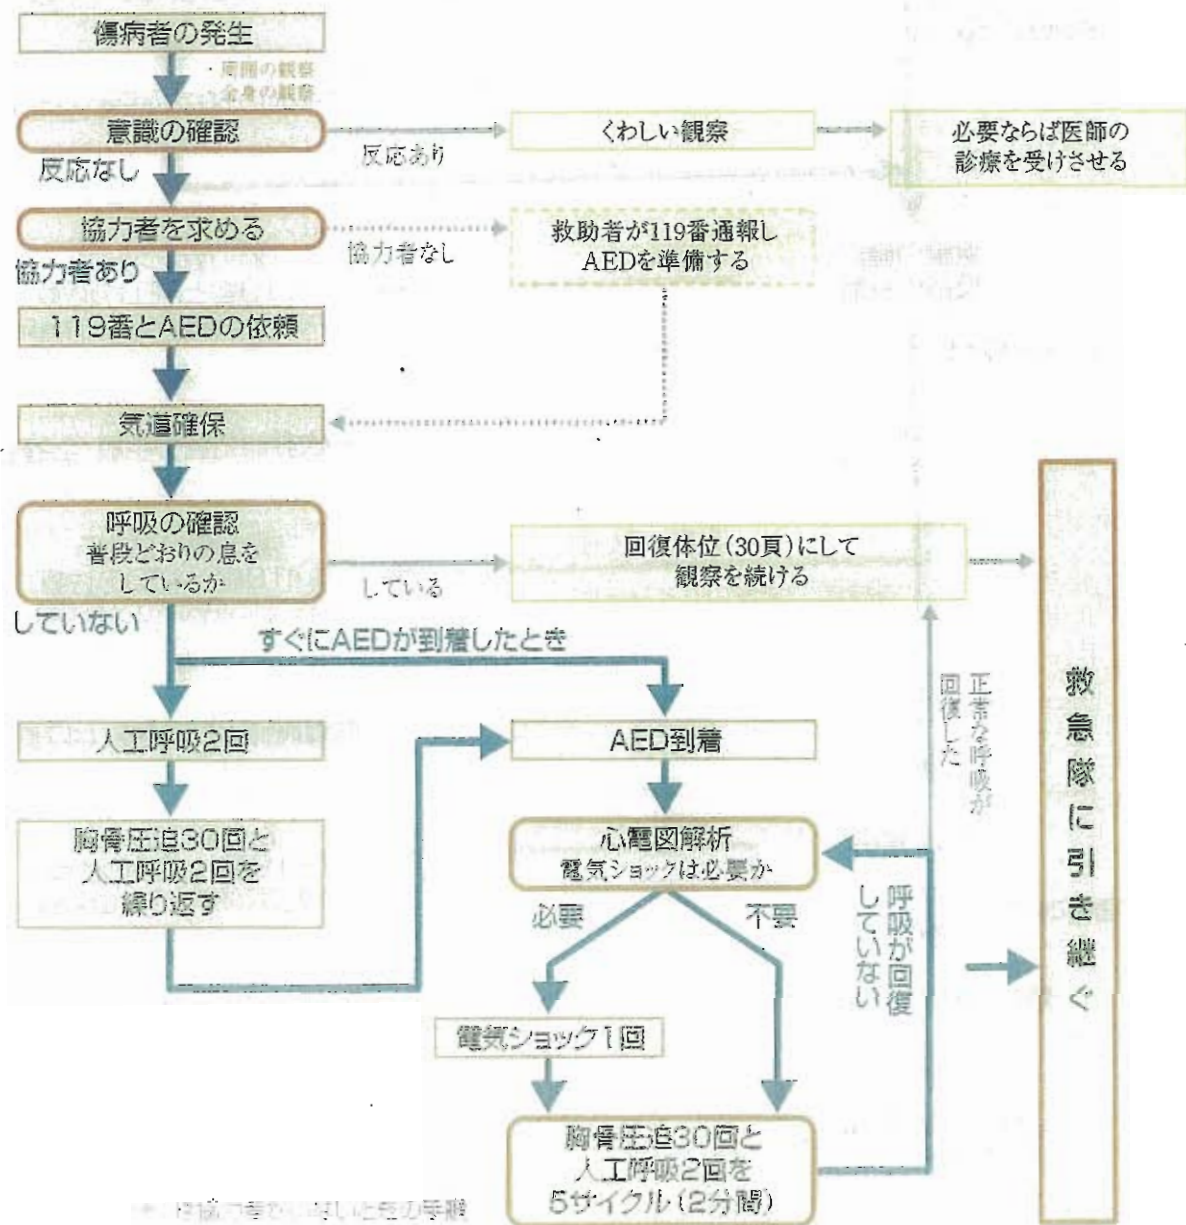 傷病者の発生
・周囲の観察
・全身の観察
意識の確認
反応あり
くわしい観察
必要ならば医師の
診療を受けさせる
反応なし
協力者を求める
協力者なし
救助者が119番通報し
AEDを準備する
協力者あり
119番とAEDの依頼
気道確保
呼吸の確認
普段どおりの息を
しているか
している
回復体位(30頁)にして
観察を続ける
していない
すぐにAEDが到着したとき
人工呼吸2回
AED到着
正常な呼吸が
回復した
救急隊に引き継ぐ
胸骨圧迫30回と
人工呼吸2回を
繰り返す
心電図解析
電気ショックは必要か
必要
不要
呼吸が回復
していない
電気ショック1回
胸骨圧迫30回と
人工呼吸2回を
5サイクル(2分間)
は協力者がいないときの手順